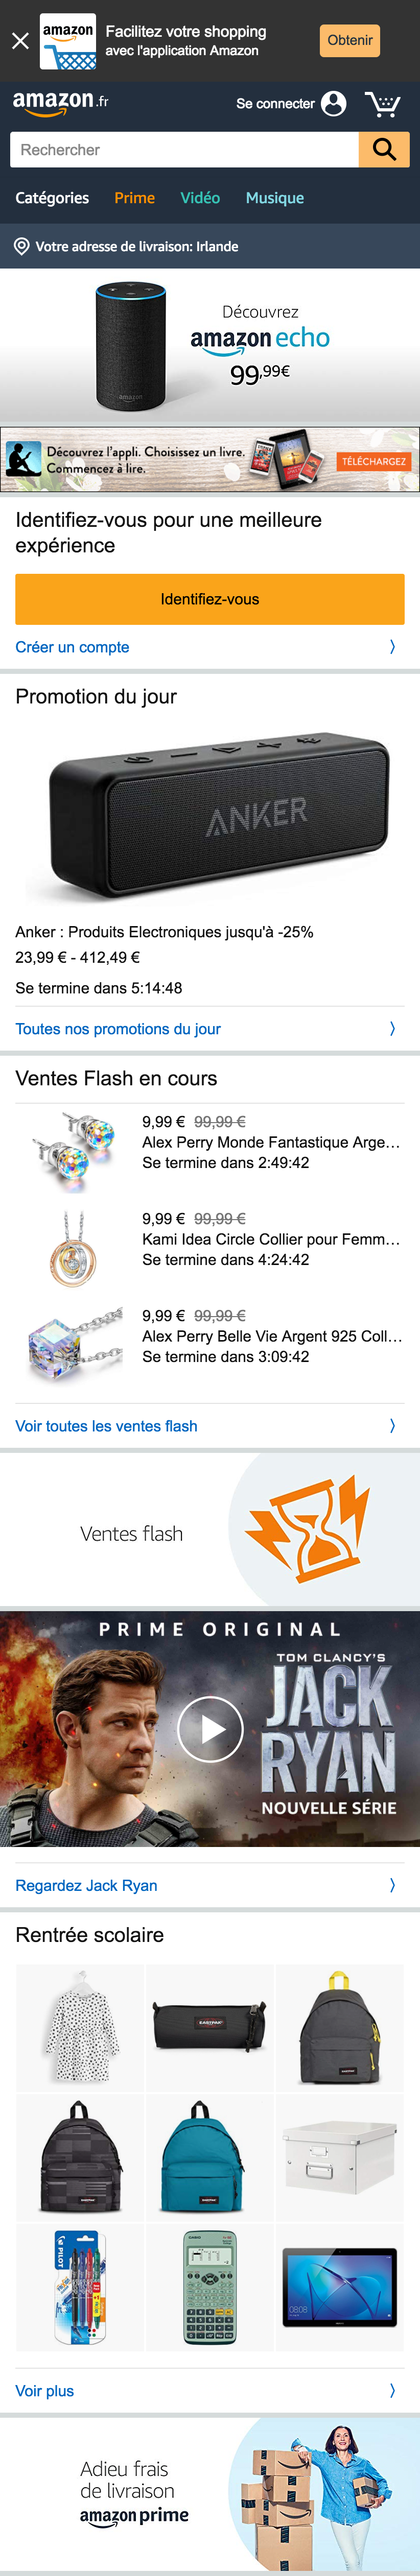 amazon
Facilitez votre shopping
avec l'application Amazon
Obtenir
amazon.fr
Se connecter
Rechercher
Catégories
Prime
Vidéo
Musique
Votre adresse de livraison: Irlande
amazon
Découvrez
amazon echo
99,99€
Découvrez l'appli. Choisissez un livre.
Commencez à lire.
TÉLÉCHARGEZ
Identifiez-vous pour une meilleure
expérience
Identifiez-vous
Créer un compte
Promotion du jour
ANKER
Anker : Produits Electroniques jusqu'à -25%
23,99 € - 412,49 €
Se termine dans 5:14:48
Toutes nos promotions du jour
Ventes Flash en cours
9,99 € 99,99 €
Alex Perry Monde Fantastique Arge…
Se termine dans 2:49:42
9,99 € 99,99 €
Kami Idea Circle Collier pour Femm…
Se termine dans 4:24:42
9,99 € 99,99 €
Alex Perry Belle Vie Argent 925 Coll…
Se termine dans 3:09:42
Voir toutes les ventes flash
Ventes flash
PRIME ORIGINAL
TOM CLANCY'S
JACK
RYAN
NOUVELLE SÉRIE
Regardez Jack Ryan
Rentrée scolaire
EASTPAK
EASTPAK
EASTPAK
EASTPAK
PILOT
CASIO
08:08
Voir plus
Adieu frais
de livraison
amazon prime